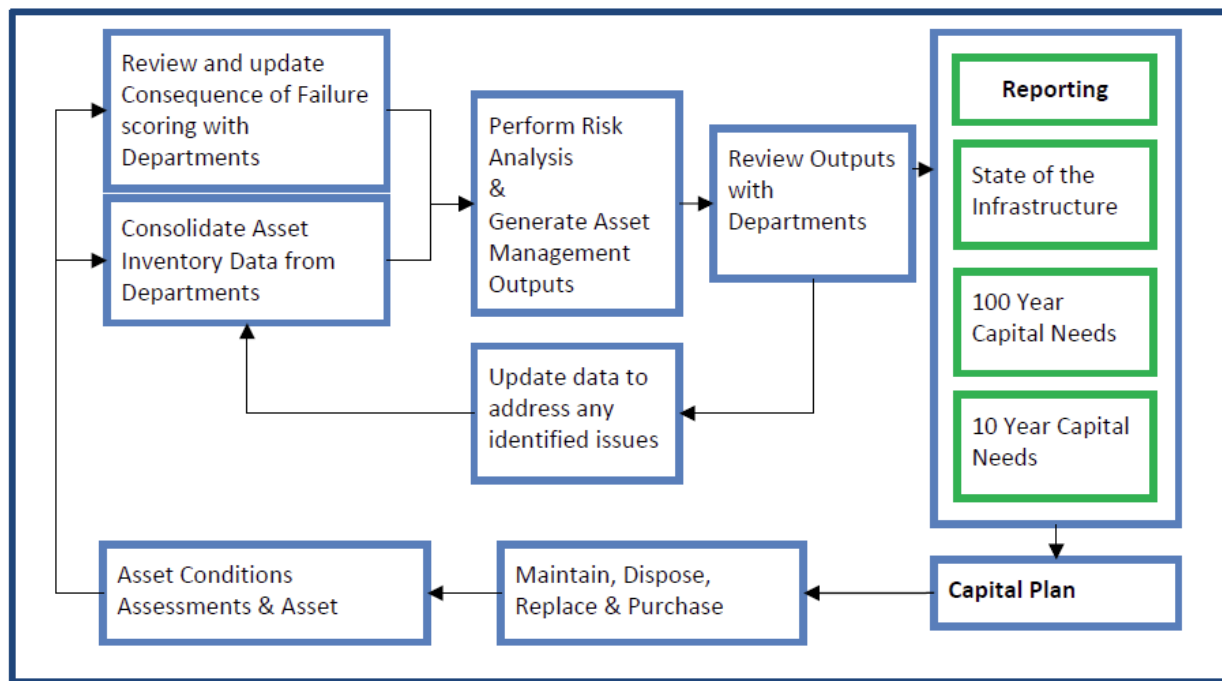 Review and update
Consequence of Failure
scoring with
Departments
Consolidate Asset
Inventory Data from
Departments
Perform Risk
Analysis
&
Generate Asset
Management
Outputs
Review Outputs
with
Departments
Update data to
address any
identified issues
Reporting
State of the
Infrastructure
100 Year
Capital Needs
10 Year Capital
Needs
Capital Plan
Maintain, Dispose,
Replace & Purchase
Asset Conditions
Assessments & Asset